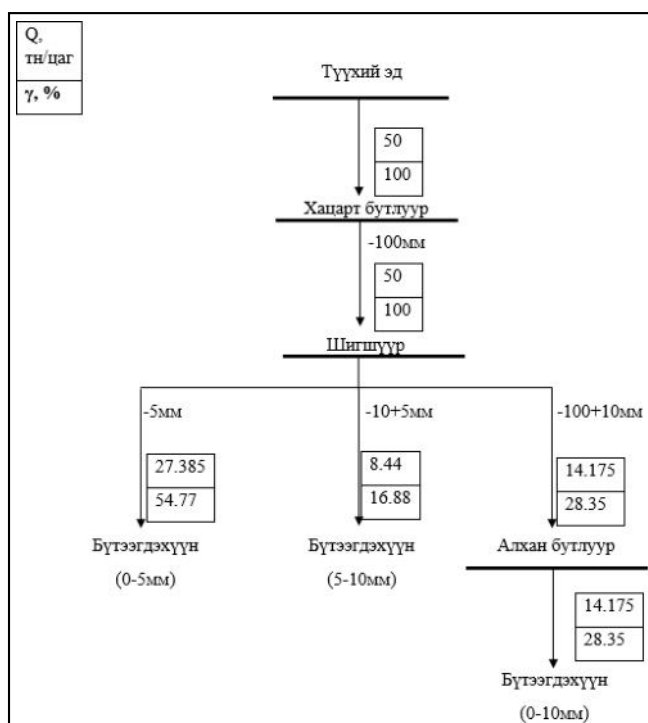 Q,
тн/цаг
γ, %
Түүхий эд
50
100
Хацарт бутлуур
-100мм
50
100
Шигшүүр
-5мм
-10+5мм
-100+10мм
27.385
54.77
8.44
16.88
14.175
28.35
Бүтээгдэхүүн
(0-5мм)
Бүтээгдэхүүн
(5-10мм)
Алхан бутлуур
14.175
28.35
Бүтээгдэхүүн
(0-10мм)